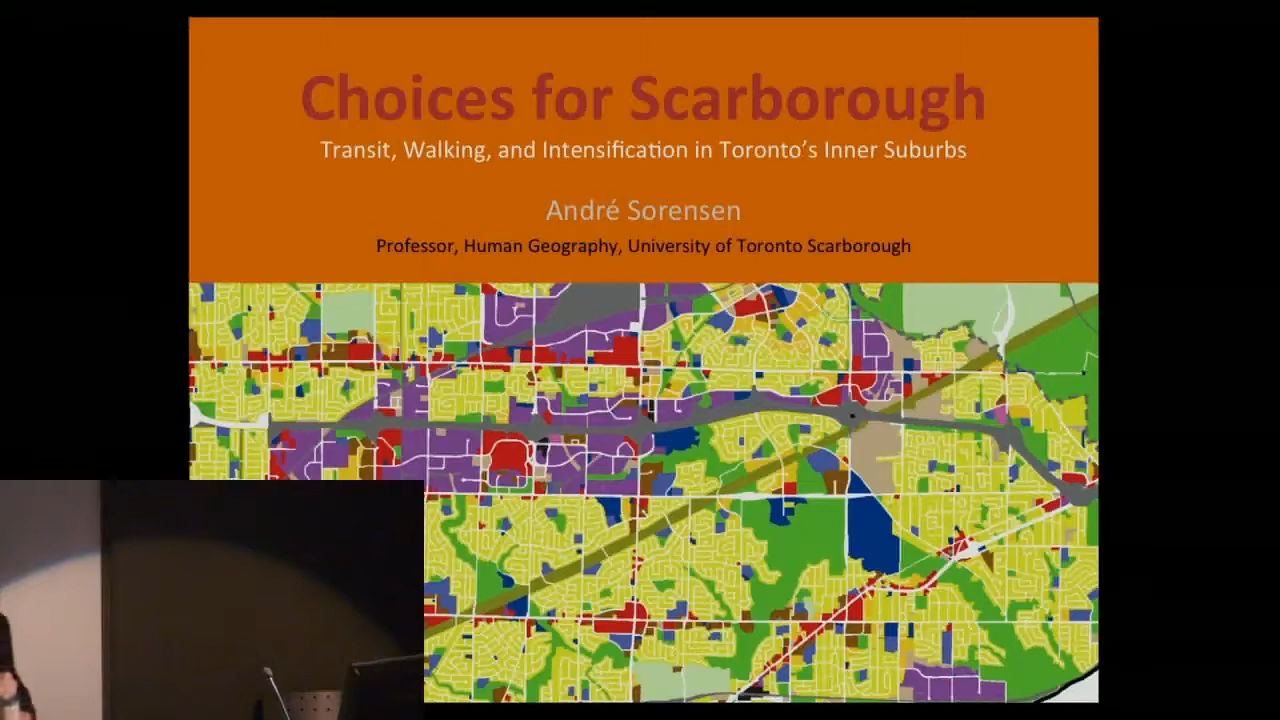 Choices for Scarborough
Transit, Walking, and Intensification in Toronto's Inner Suburbs
André Sorensen
Professor, Human Geography, University of Toronto Scarborough